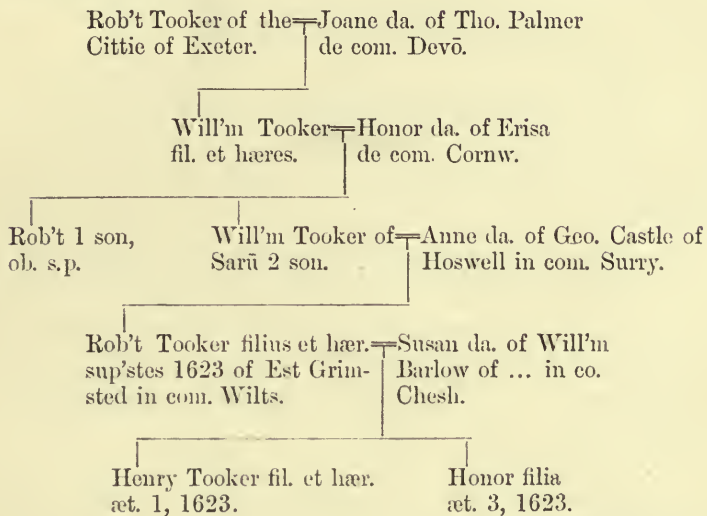 Rob't Tooker of the Joane da. of Tho. Palmer
Cittie of Exeter. de com. Devō.
Will'm Tooker Honor da. of Erisa
fil. et hæres. de com. Cornw.
Rob't 1 son, Will'm Tooker of Anne da. of Geo. Castle of
ob. s.p. Sarū 2 son. Hoswell in com. Surry.
Rob't Tooker filius et hær. Susan da. of Will'm
sup'stes 1623 of Est Grim- Barlow of ... in co.
sted in com. Wilts. Chesh.
Henry Tooker fil. et hær. Honor filia
æt. 1, 1623. æt. 3, 1623.